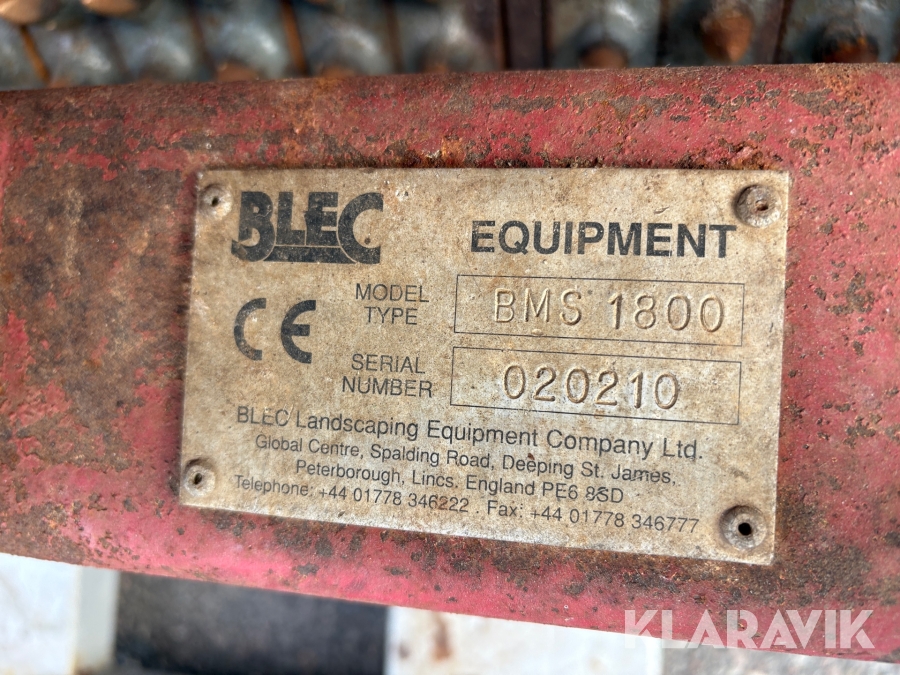 BLEC EQUIPMENT
MODEL TYPE BMS 1800
CE
SERIAL NUMBER 020210
BLEC Landscaping Equipment Company Ltd.
Global Centre, Spalding Road, Deeping St. James,
Peterborough, Lincs. England PE6 8SD
Telephone: +44 01778 346222 . Fax: +44 01778 346777
KLARAVIK